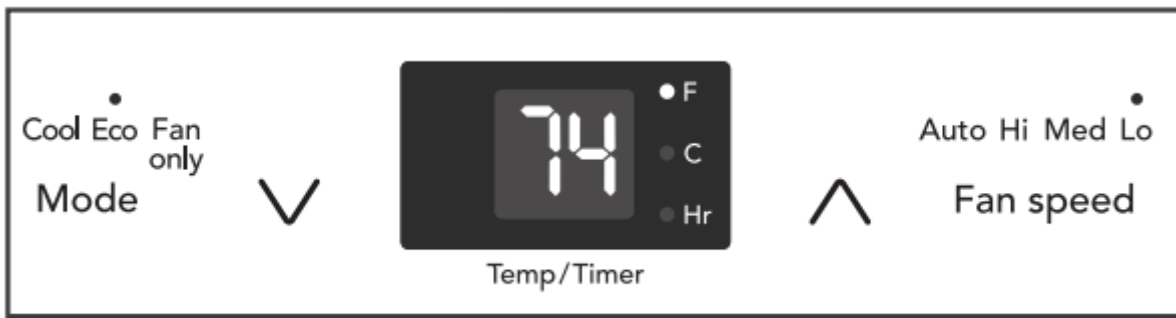 74
F
C
Hr
Cool Eco Fan only
Auto Hi Med Lo
Mode
Fan speed
Temp/Timer